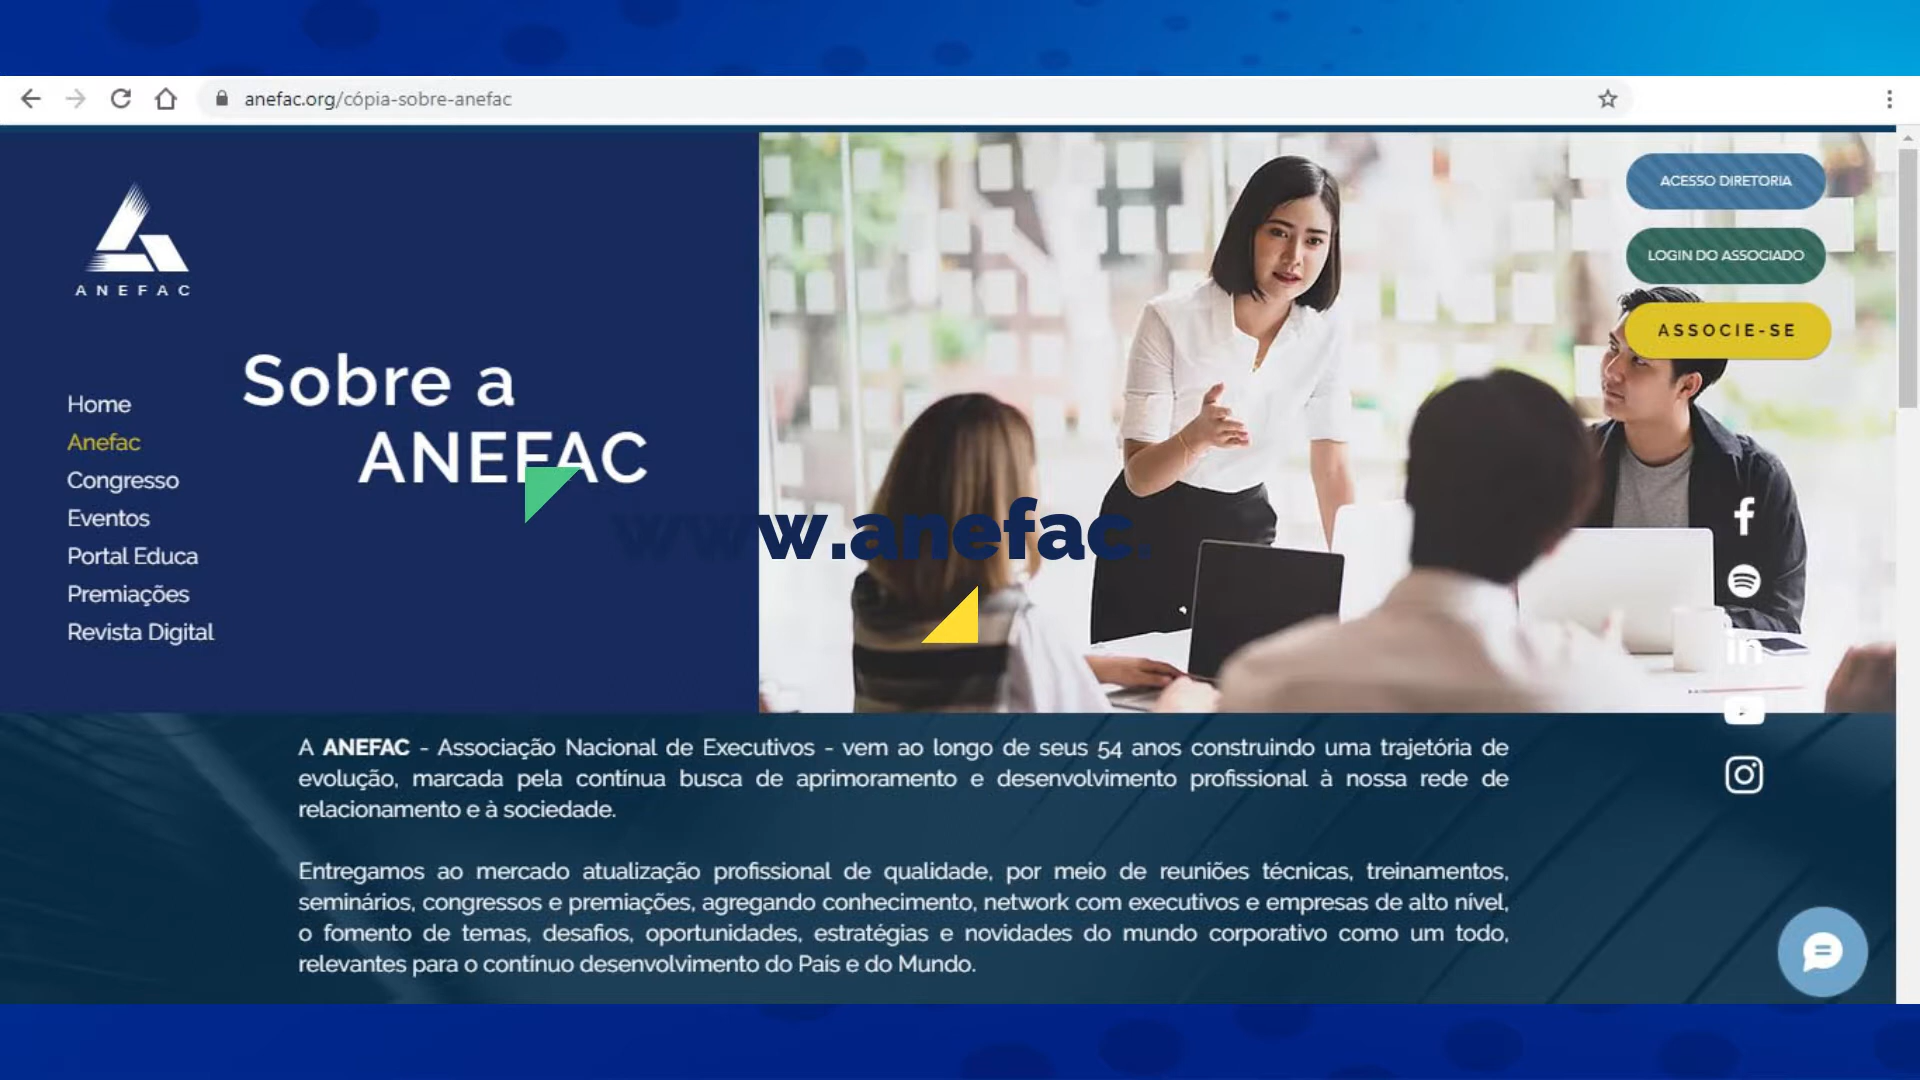 anefac.org/cópia-sobre-anefac
ANEFAC
Sobre a
ANEFAC
Home
Anefac
Congresso
Eventos
Portal Educa
Premiações
Revista Digital
ACESSO DIRETORIA
LOGIN DO ASSOCIADO
ASSOCIE-SE
www.anefac.
A ANEFAC - Associação Nacional de Executivos - vem ao longo de seus 54 anos construindo uma trajetória de
evolução, marcada pela contínua busca de aprimoramento e desenvolvimento profissional à nossa rede de
relacionamento e à sociedade.
Entregamos ao mercado atualização profissional de qualidade, por meio de reuniões técnicas, treinamentos,
seminários, congressos e premiações, agregando conhecimento, network com executivos e empresas de alto nível,
o fomento de temas, desafios, oportunidades, estratégias e novidades do mundo corporativo como um todo,
relevantes para o contínuo desenvolvimento do País e do Mundo.